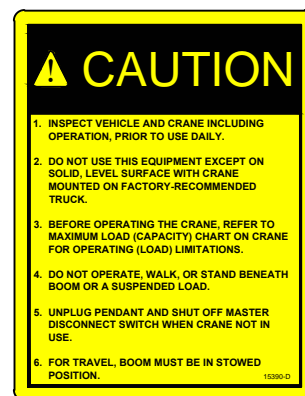 CAUTION
1. INSPECT VEHICLE AND CRANE INCLUDING
OPERATION, PRIOR TO USE DAILY.
2. DO NOT USE THIS EQUIPMENT EXCEPT ON
SOLID, LEVEL SURFACE WITH CRANE
MOUNTED ON FACTORY-RECOMMENDED
TRUCK.
3. BEFORE OPERATING THE CRANE, REFER TO
MAXIMUM LOAD (CAPACITY) CHART ON CRANE
FOR OPERATING (LOAD) LIMITATIONS.
4. DO NOT OPERATE, WALK, OR STAND BENEATH
BOOM OR A SUSPENDED LOAD.
5. UNPLUG PENDANT AND SHUT OFF MASTER
DISCONNECT SWITCH WHEN CRANE NOT IN
USE.
6. FOR TRAVEL, BOOM MUST BE IN STOWED
POSITION. 15390-D